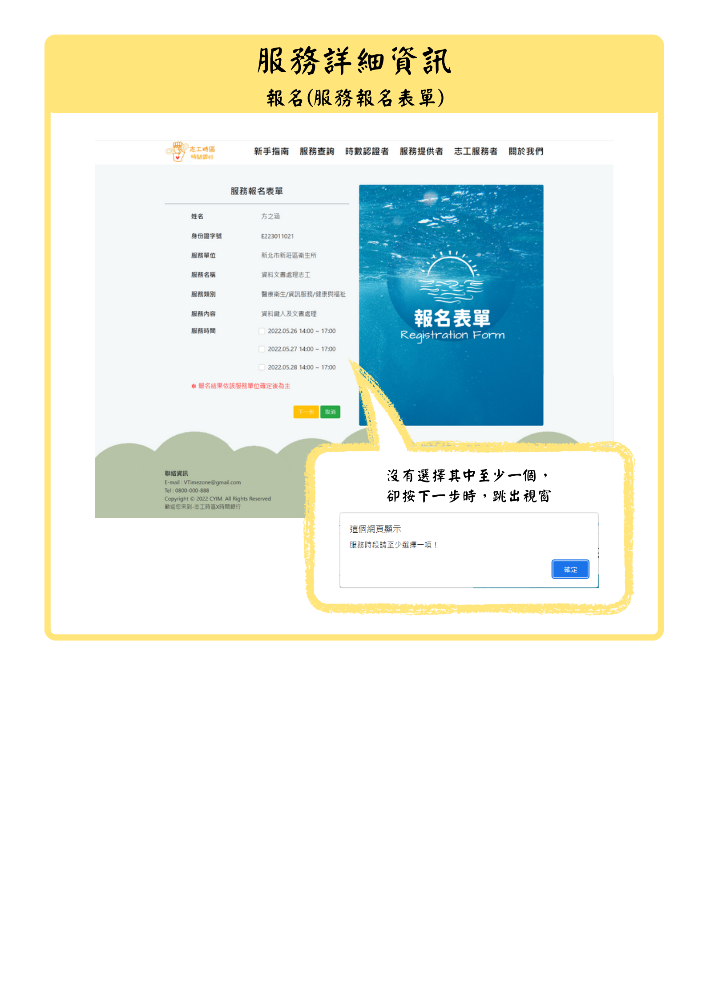 服務詳細資訊
報名(服務報名表單)
志工時區
時間銀行
新手指南 服務查詢 時數認證者 服務提供者 志工服務者 關於我們
服務報名表單
姓名 方之涵
身份證字號 E223011021
服務單位 新北市新莊區衛生所
服務名稱 資料文書處理志工
服務類別 醫療衛生/資訊服務/健康與福祉
服務內容 資料鍵入及文書處理
服務時間 2022.05.26 14:00 ~ 17:00
2022.05.27 14:00 ~ 17:00
2022.05.28 14:00 ~ 17:00
✽ 報名結果依該服務單位確定後為主
下一步 取消
報名表單
Registration Form
聯絡資訊
E-mail : VTimezone@gmail.com
Tel : 0800-000-888
Copyright © 2022 CYIM. All Rights Reserved
歡迎您來到-志工時區X時間銀行
沒有選擇其中至少一個，
卻按下一步時，跳出視窗
這個網頁顯示
服務時段請至少選擇一項！
確定